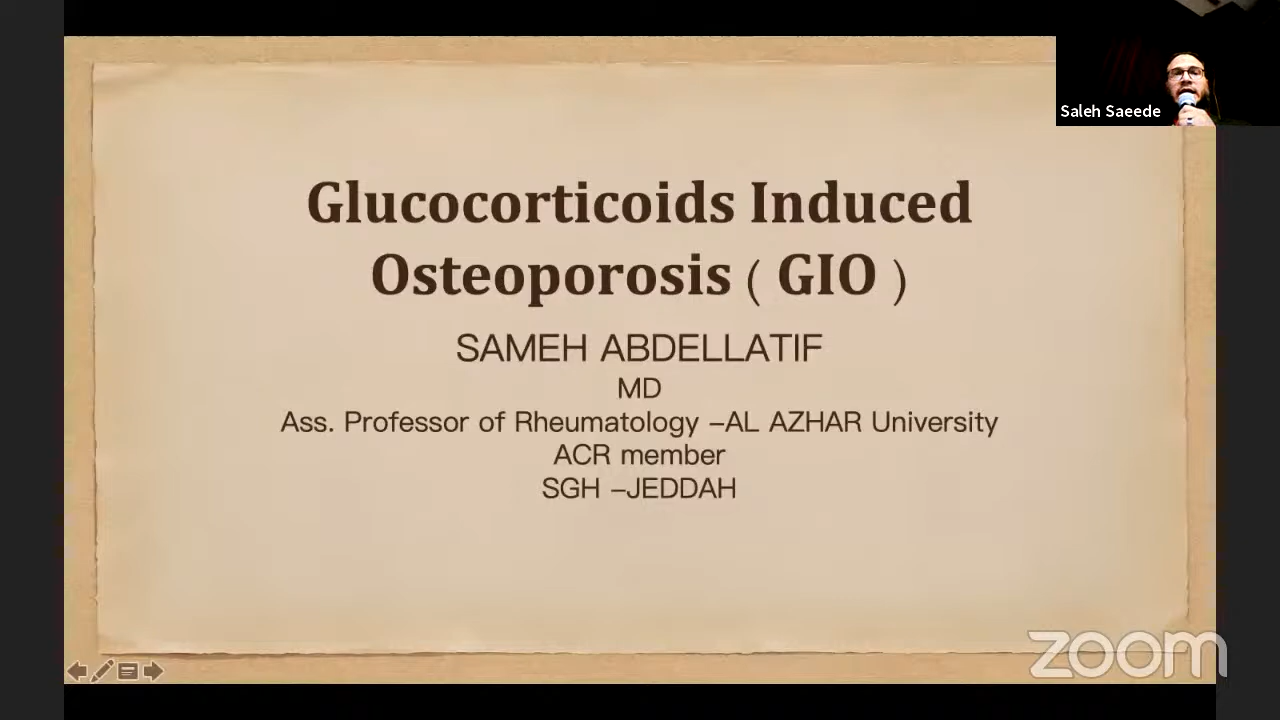 Saleh Saeede
Glucocorticoids Induced
Osteoporosis ( GIO )
SAMEH ABDELLATIF
MD
Ass. Professor of Rheumatology –AL AZHAR University
ACR member
SGH –JEDDAH
zoom